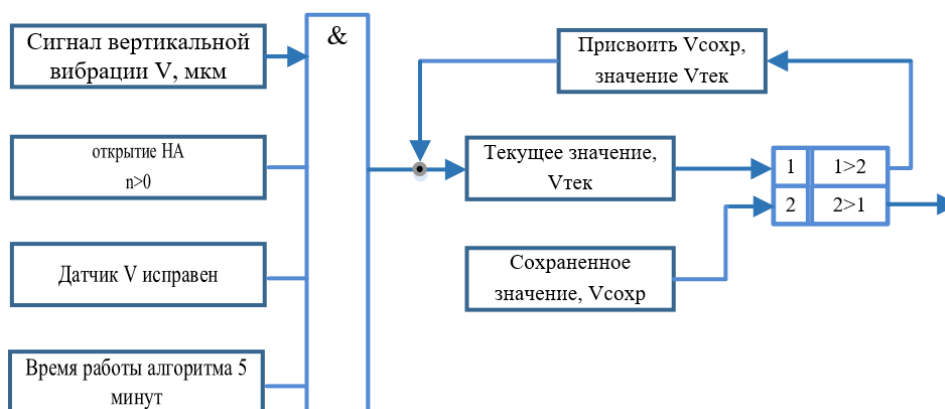 Сигнал вертикальной
вибрации V, мкм
открытие НА
n>0
Датчик V исправен
Время работы алгоритма 5
минут
&
Присвоить Vсохр,
значение Vтек
Текущее значение,
Vтек
Сохраненное
значение, Vсохр
1 1>2
2 2>1